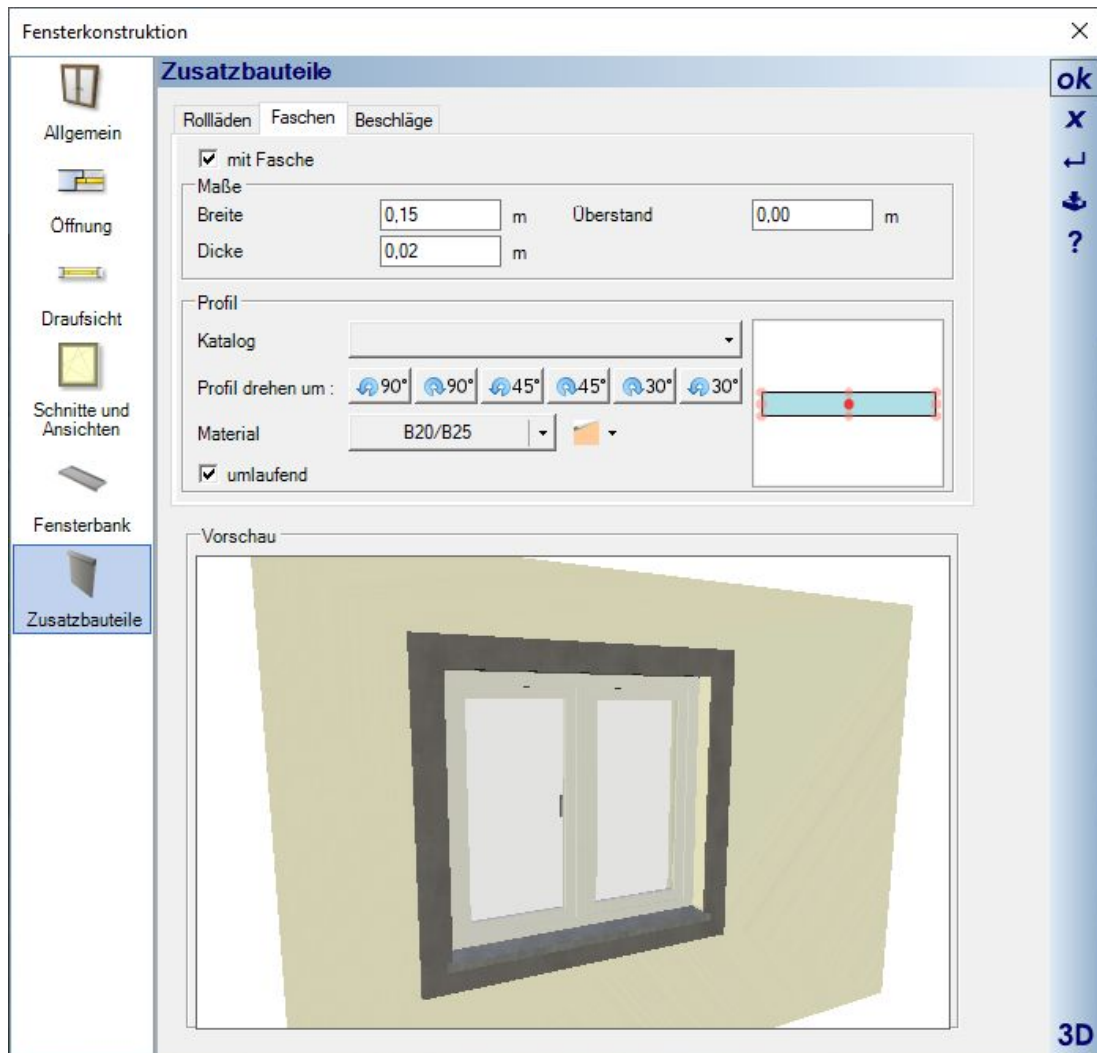 Fensterkonstruktion
Allgemein
Öffnung
Draufsicht
Schnitte und
Ansichten
Fensterbank
Zusatzbauteile
Zusatzbauteile
Rollläden Faschen Beschläge
mit Fasche
Maße
Breite 0,15 m Überstand 0,00 m
Dicke 0,02 m
Profil
Katalog
Profil drehen um : 90° 90° 45° 45° 30° 30°
Material B20/B25
umlaufend
Vorschau
ok
x
?
3D